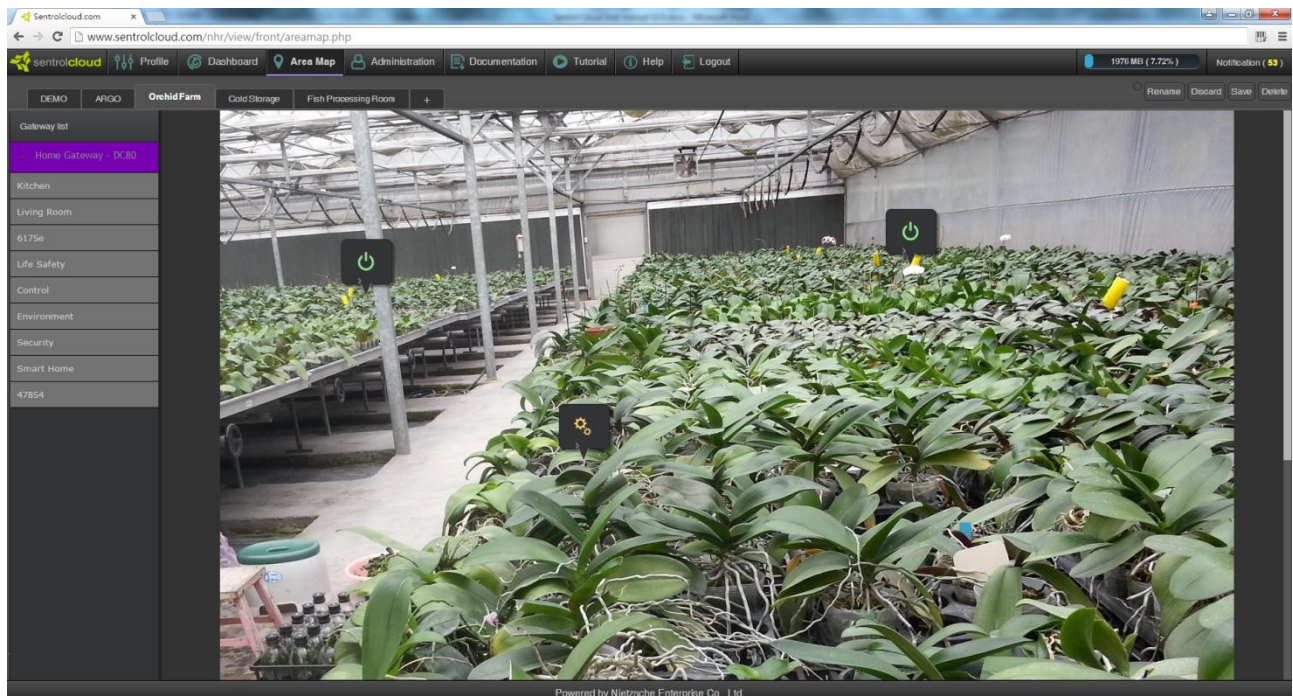 Sentrolcloud.com
www.sentrolcloud.com/nhr/view/front/areamap.php
sentrolcloud Profile Dashboard Area Map Administration Documentation Tutorial Help Logout 1976 MB ( 7.72% ) Notification ( 53 )
DEMO ARGO Orchid Farm Cold Storage Fish Processing Room + Rename Discard Save Delete
Gateway list
- Home Gateway - DC80
Kitchen
Living Room
6175e
Life Safety
Control
Environment
Security
Smart Home
47854
Powered by Nietzsche Enterprise Co., Ltd.